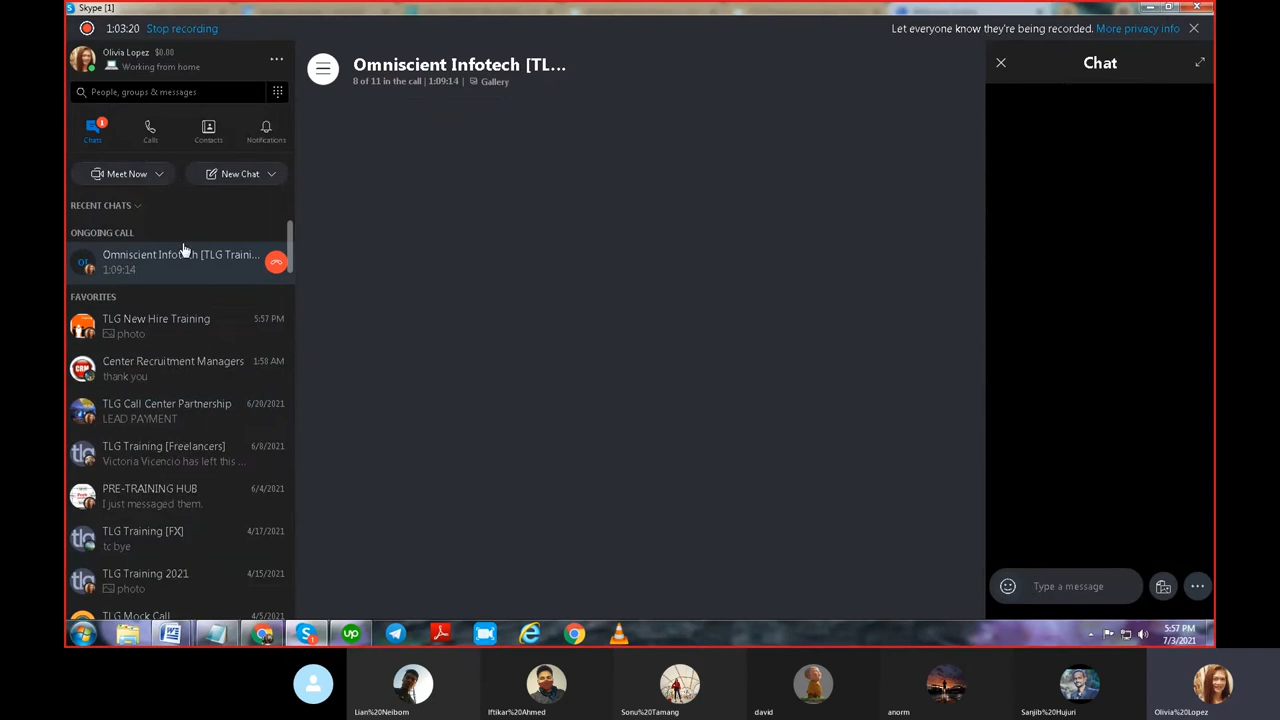 Skype [1]
1:03:20 Stop recording
Let everyone know they're being recorded. More privacy info
Olivia Lopez $0.00
Working from home
People, groups & messages
1
Chats Calls Contacts Notifications
Meet Now New Chat
RECENT CHATS
ONGOING CALL
Omniscient Infotech [TLG Traini...
1:09:14
FAVORITES
TLG New Hire Training 5:57 PM
photo
Center Recruitment Managers 1:58 AM
thank you
TLG Call Center Partnership 6/20/2021
LEAD PAYMENT
TLG Training [Freelancers] 6/8/2021
Victoria Vicencio has left this ...
PRE-TRAINING HUB 6/4/2021
I just messaged them.
TLG Training [FX] 4/17/2021
tc bye
TLG Training 2021 4/15/2021
photo
TLG Mock Call 4/5/2021
Omniscient Infotech [TL...
8 of 11 in the call | 1:09:14 | Gallery
Chat
Type a message
5:57 PM
7/3/2021
Lian%20Neibom Iftikar%20Ahmed Sonu%20Tamang david anorm Sanjib%20Hujuri Olivia%20Lopez